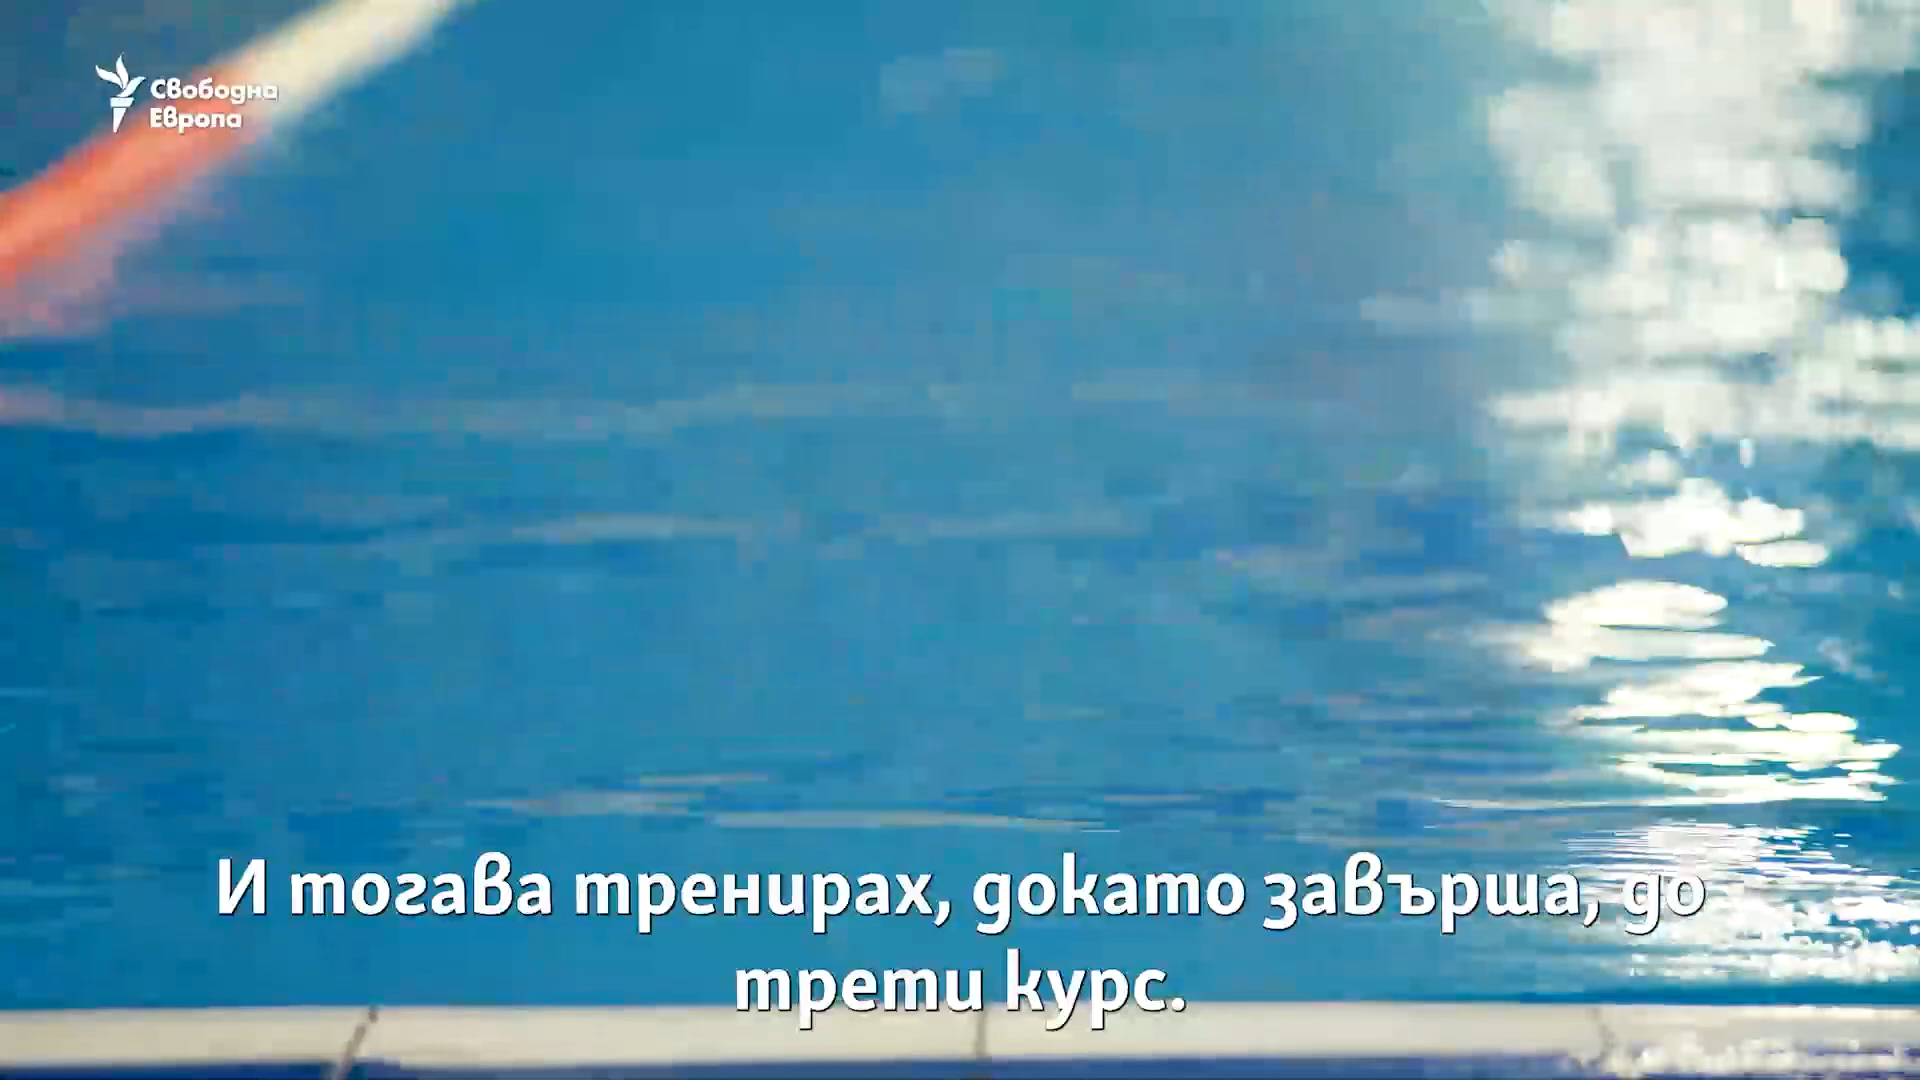 Свободна
Европа
И тогава тренирах, докато завърша, до
трети курс.